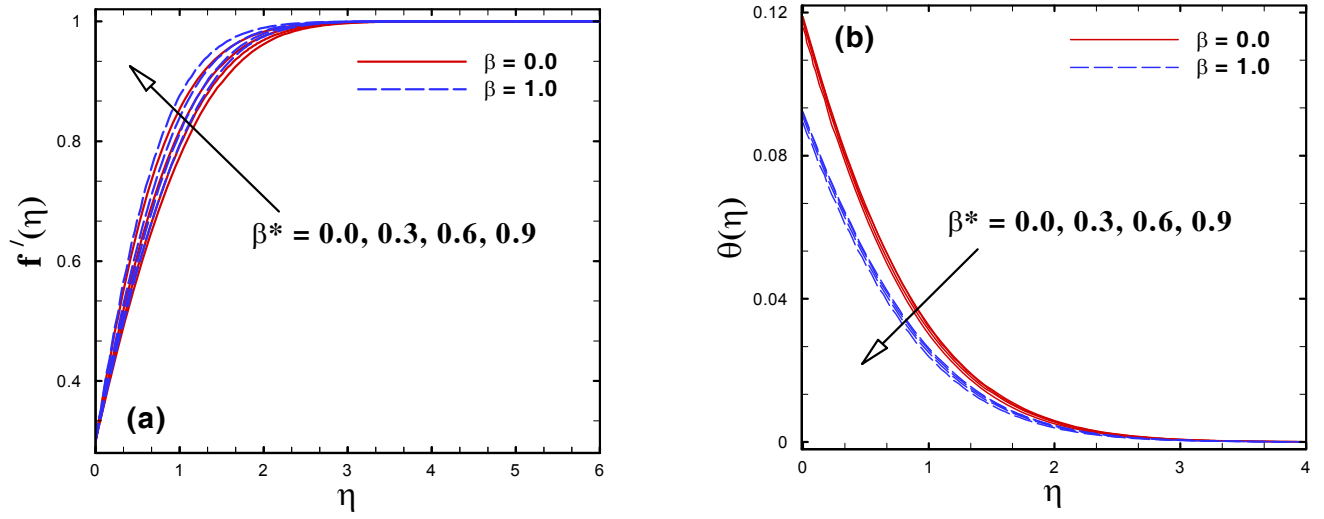 1
0.8
0.6
0.4
f ′(η)
β = 0.0
β = 1.0
β* = 0.0, 0.3, 0.6, 0.9
(a)
0 1 2 3 4 5 6
η
0.12
0.08
0.04
0
θ(η)
(b)
β = 0.0
β = 1.0
β* = 0.0, 0.3, 0.6, 0.9
0 1 2 3 4
η